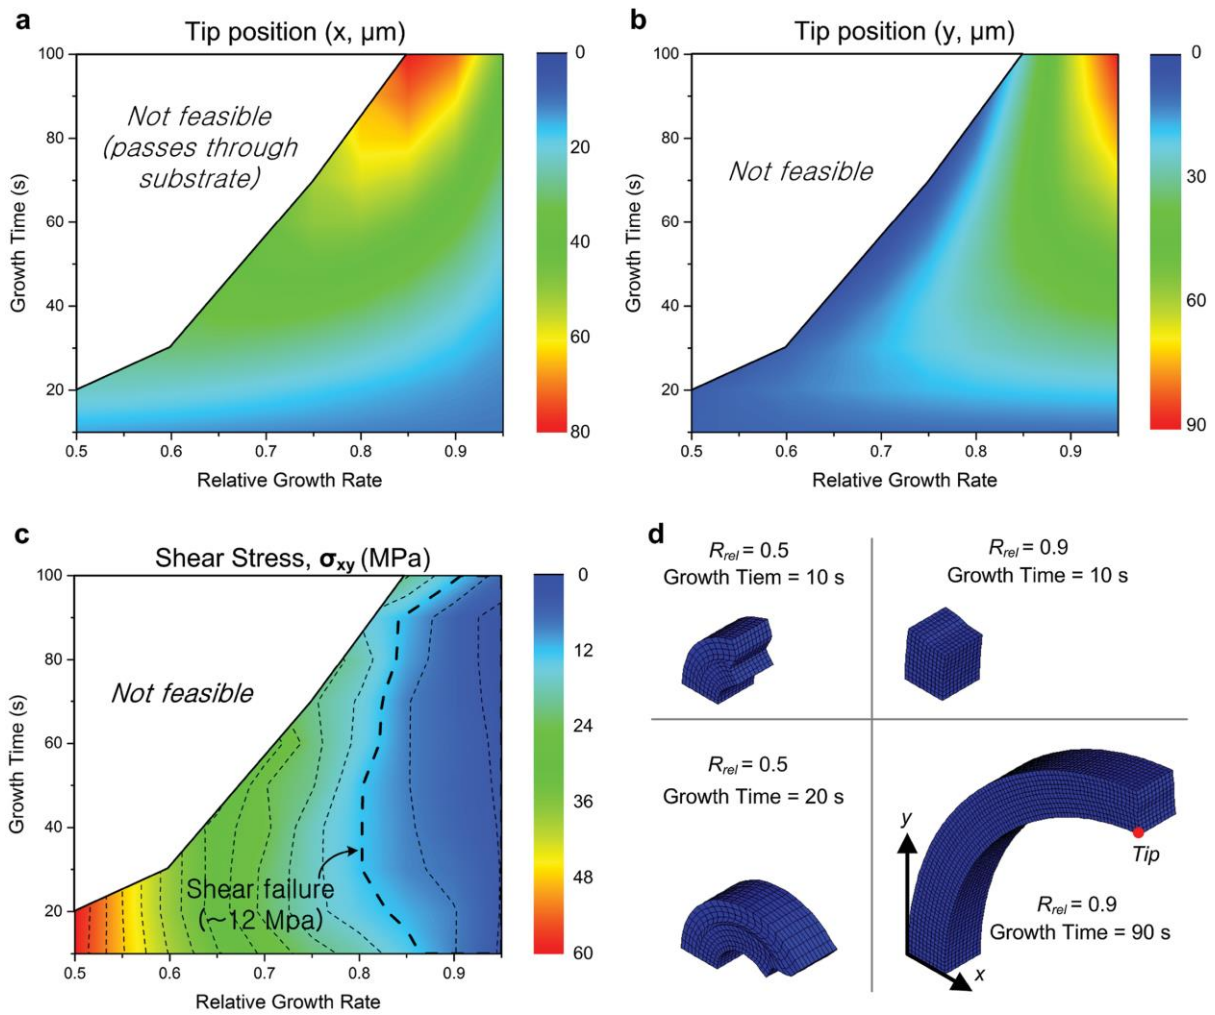 a
Tip position (x, μm)
Not feasible
(passes through
substrate)
Growth Time (s)
100
80
60
40
20
0.5
0.6
0.7
0.8
0.9
Relative Growth Rate
0
20
40
60
80
b
Tip position (y, μm)
Not feasible
Growth Time (s)
100
80
60
40
20
0.5
0.6
0.7
0.8
0.9
Relative Growth Rate
0
30
60
90
c
Shear Stress, σxy (MPa)
Not feasible
Shear failure
(~12 Mpa)
Growth Time (s)
100
80
60
40
20
0.5
0.6
0.7
0.8
0.9
Relative Growth Rate
0
12
24
36
48
60
d
Rrel = 0.5
Growth Tiem = 10 s
Rrel = 0.9
Growth Time = 10 s
Rrel = 0.5
Growth Time = 20 s
y
x
Tip
Rrel = 0.9
Growth Time = 90 s